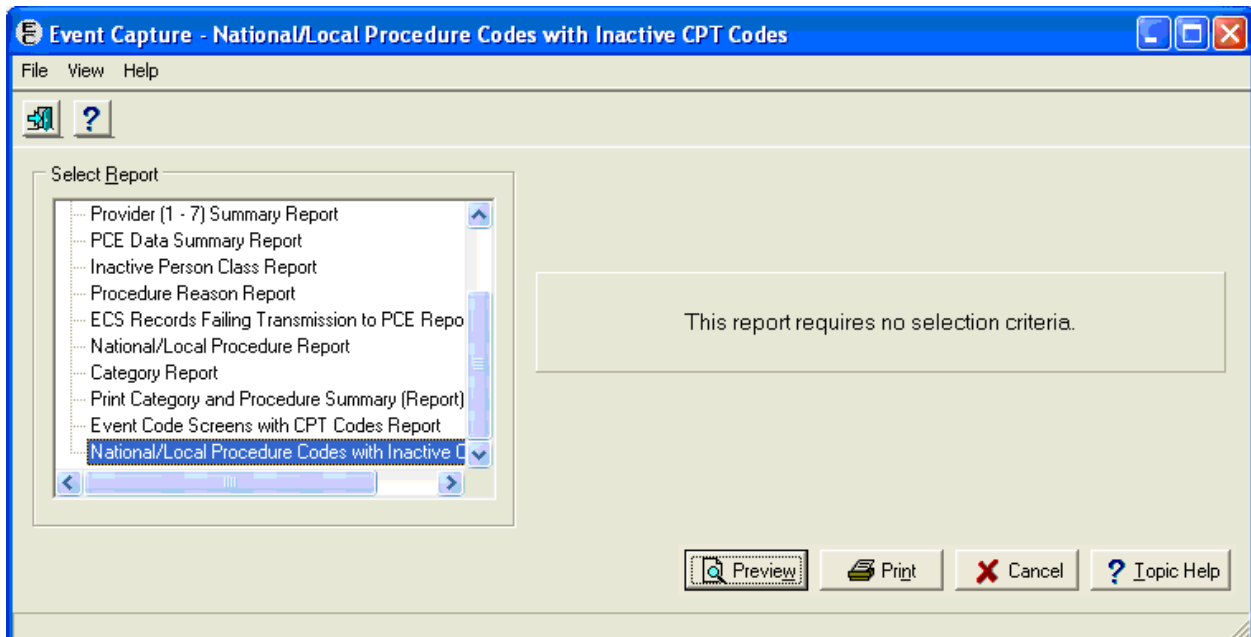 Event Capture - National/Local Procedure Codes with Inactive CPT Codes
File View Help
?
Select Report
Provider (1 - 7) Summary Report
PCE Data Summary Report
Inactive Person Class Report
Procedure Reason Report
ECS Records Failing Transmission to PCE Repo
National/Local Procedure Report
Category Report
Print Category and Procedure Summary (Report)
Event Code Screens with CPT Codes Report
National/Local Procedure Codes with Inactive C
This report requires no selection criteria.
Preview Print Cancel ? Topic Help